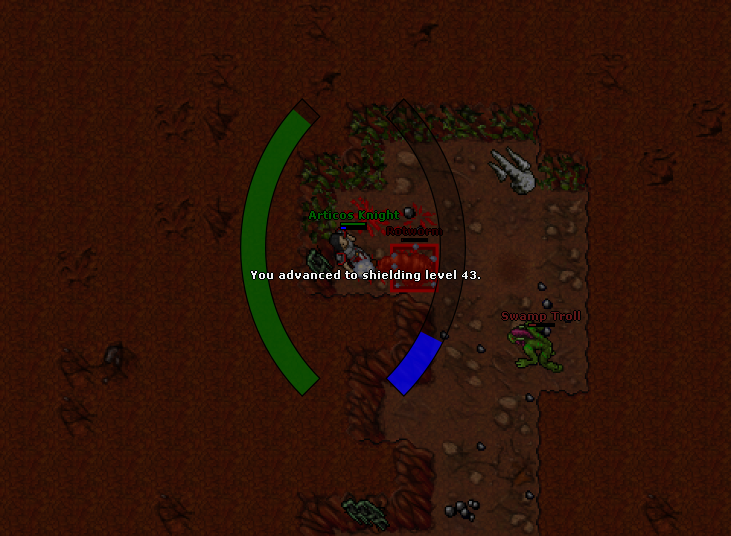 Articos Knight
Rotworm
You advanced to shielding level 43.
Swamp Troll